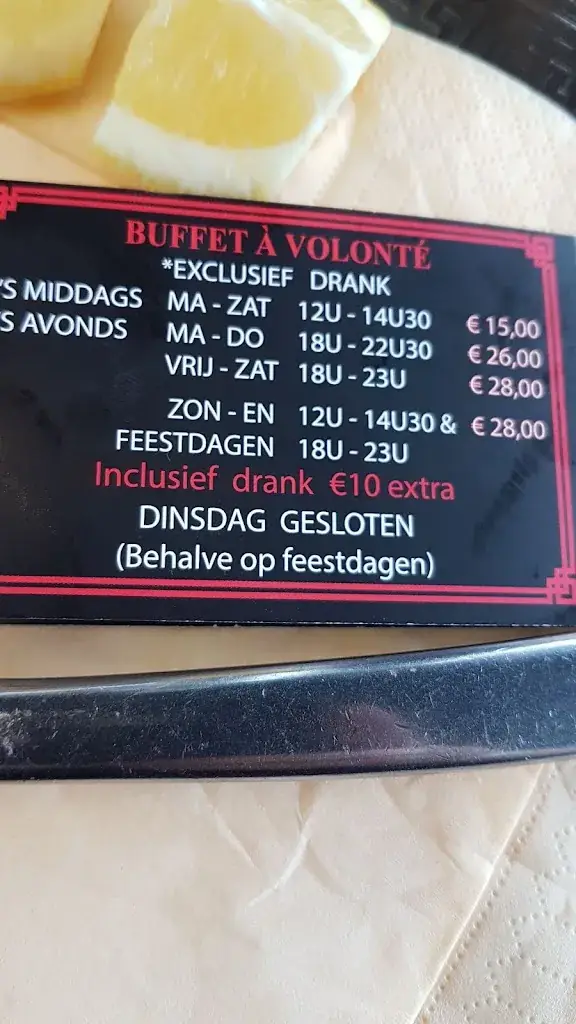 BUFFET À VOLONTÉ
*EXCLUSIEF DRANK
'S MIDDAGS MA - ZAT 12U - 14U30 € 15,00
'S AVONDS MA - DO 18U - 22U30 € 26,00
VRIJ - ZAT 18U - 23U € 28,00
ZON - EN 12U - 14U30 & € 28,00
FEESTDAGEN 18U - 23U
Inclusief drank €10 extra
DINSDAG GESLOTEN
(Behalve op feestdagen)